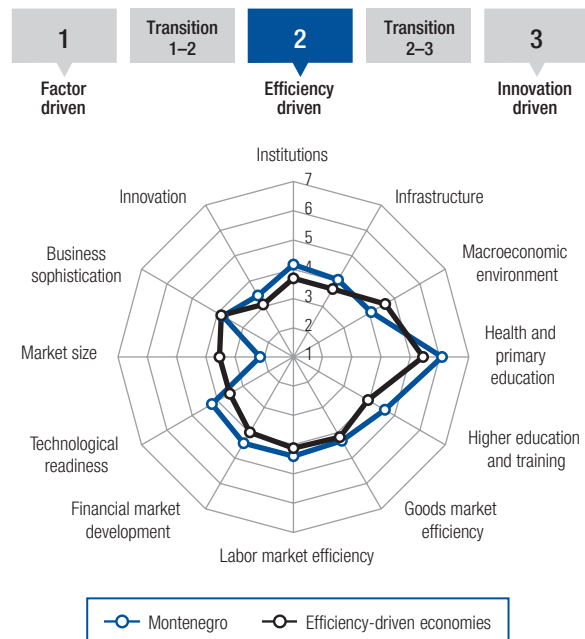 1
Transition
1–2
2
Transition
2–3
3
Factor
driven
Efficiency
driven
Innovation
driven
Institutions
Infrastructure
Macroeconomic
environment
Health and
primary
education
Higher education
and training
Goods market
efficiency
Labor market efficiency
Financial market
development
Technological
readiness
Market size
Business
sophistication
Innovation
7
6
5
4
3
2
1
Montenegro
Efficiency-driven economies